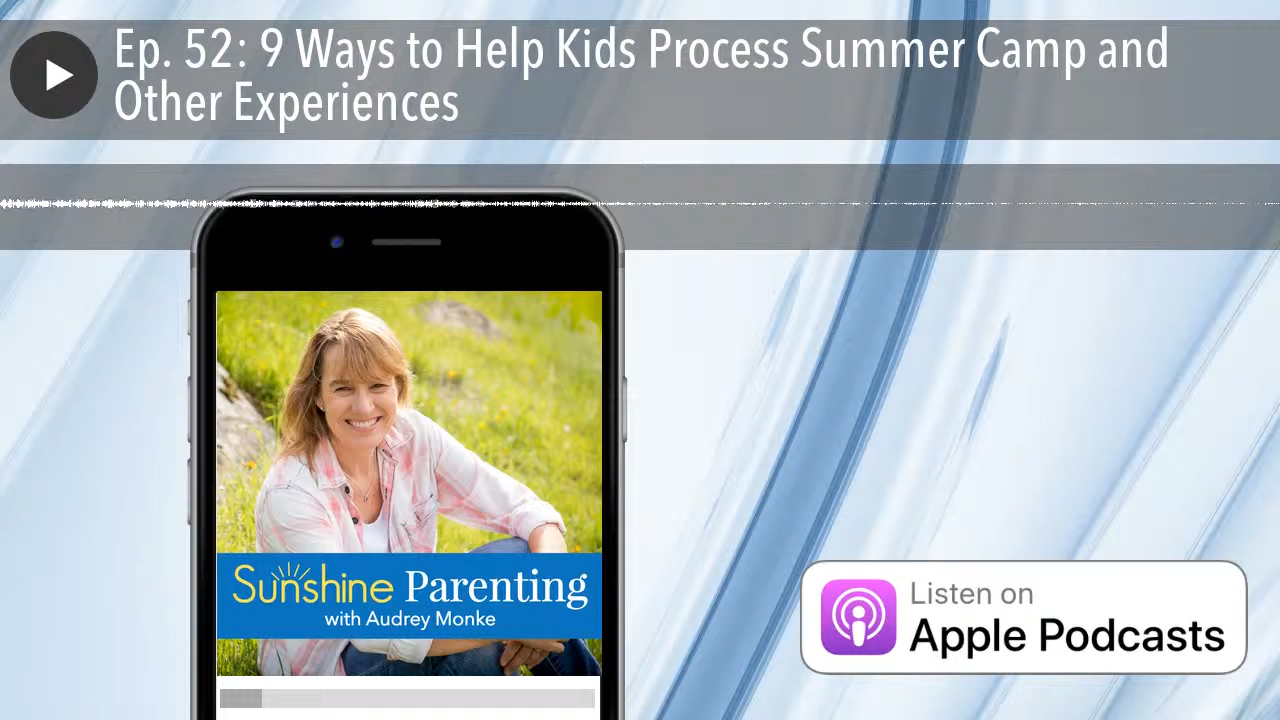 Ep. 52: 9 Ways to Help Kids Process Summer Camp and
Other Experiences
Sunshine Parenting
with Audrey Monke
Listen on
Apple Podcasts